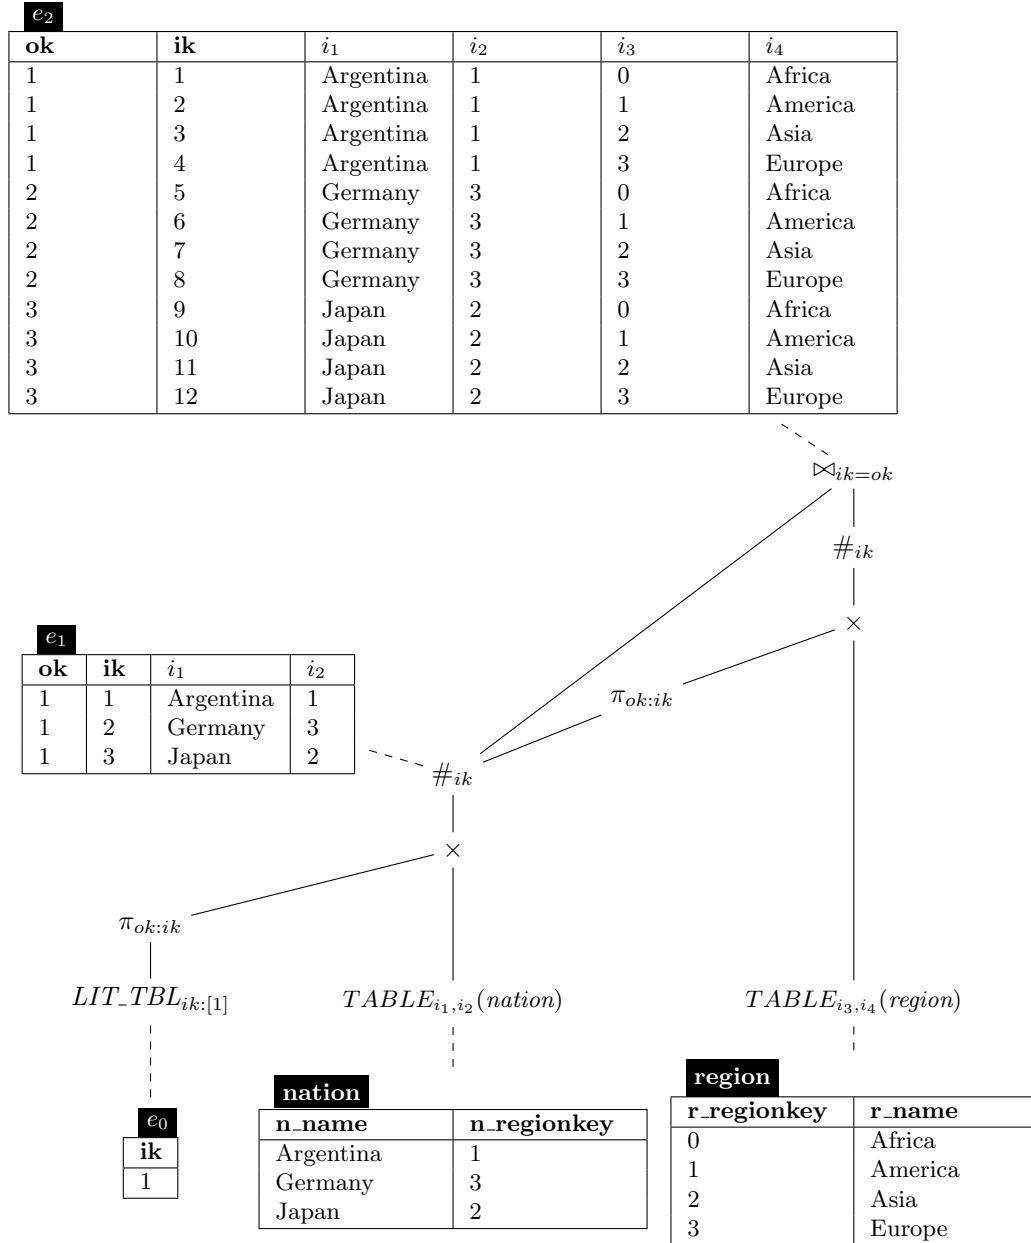 e₂
ok ik i₁ i₂ i₃ i₄
1 1 Argentina 1 0 Africa
1 2 Argentina 1 1 America
1 3 Argentina 1 2 Asia
1 4 Argentina 1 3 Europe
2 5 Germany 3 0 Africa
2 6 Germany 3 1 America
2 7 Germany 3 2 Asia
2 8 Germany 3 3 Europe
3 9 Japan 2 0 Africa
3 10 Japan 2 1 America
3 11 Japan 2 2 Asia
3 12 Japan 2 3 Europe
⋈ik=ok
#ik
×
e₁
ok ik i₁ i₂
1 1 Argentina 1
1 2 Germany 3
1 3 Japan 2
πok:ik
#ik
×
πok:ik
LIT_TBLik:[1] TABLEi₁,i₂(nation) TABLEi₃,i₄(region)
e₀
ik
1
nation
n_name n_regionkey
Argentina 1
Germany 3
Japan 2
region
r_regionkey r_name
0 Africa
1 America
2 Asia
3 Europe